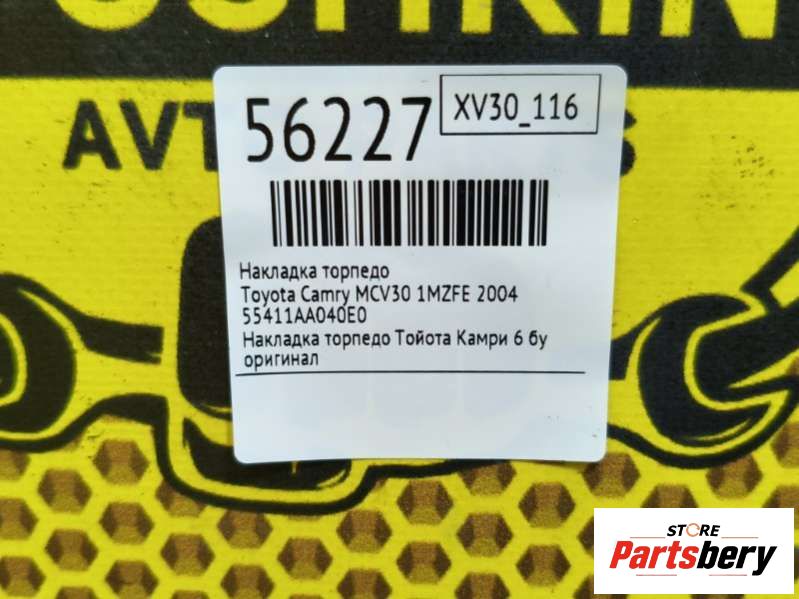 56227
XV30_116
Накладка торпедо
Toyota Camry MCV30 1MZFE 2004
55411AA040E0
Накладка торпедо Тойота Камри 6 бу
оригинал
STORE
Partsbery